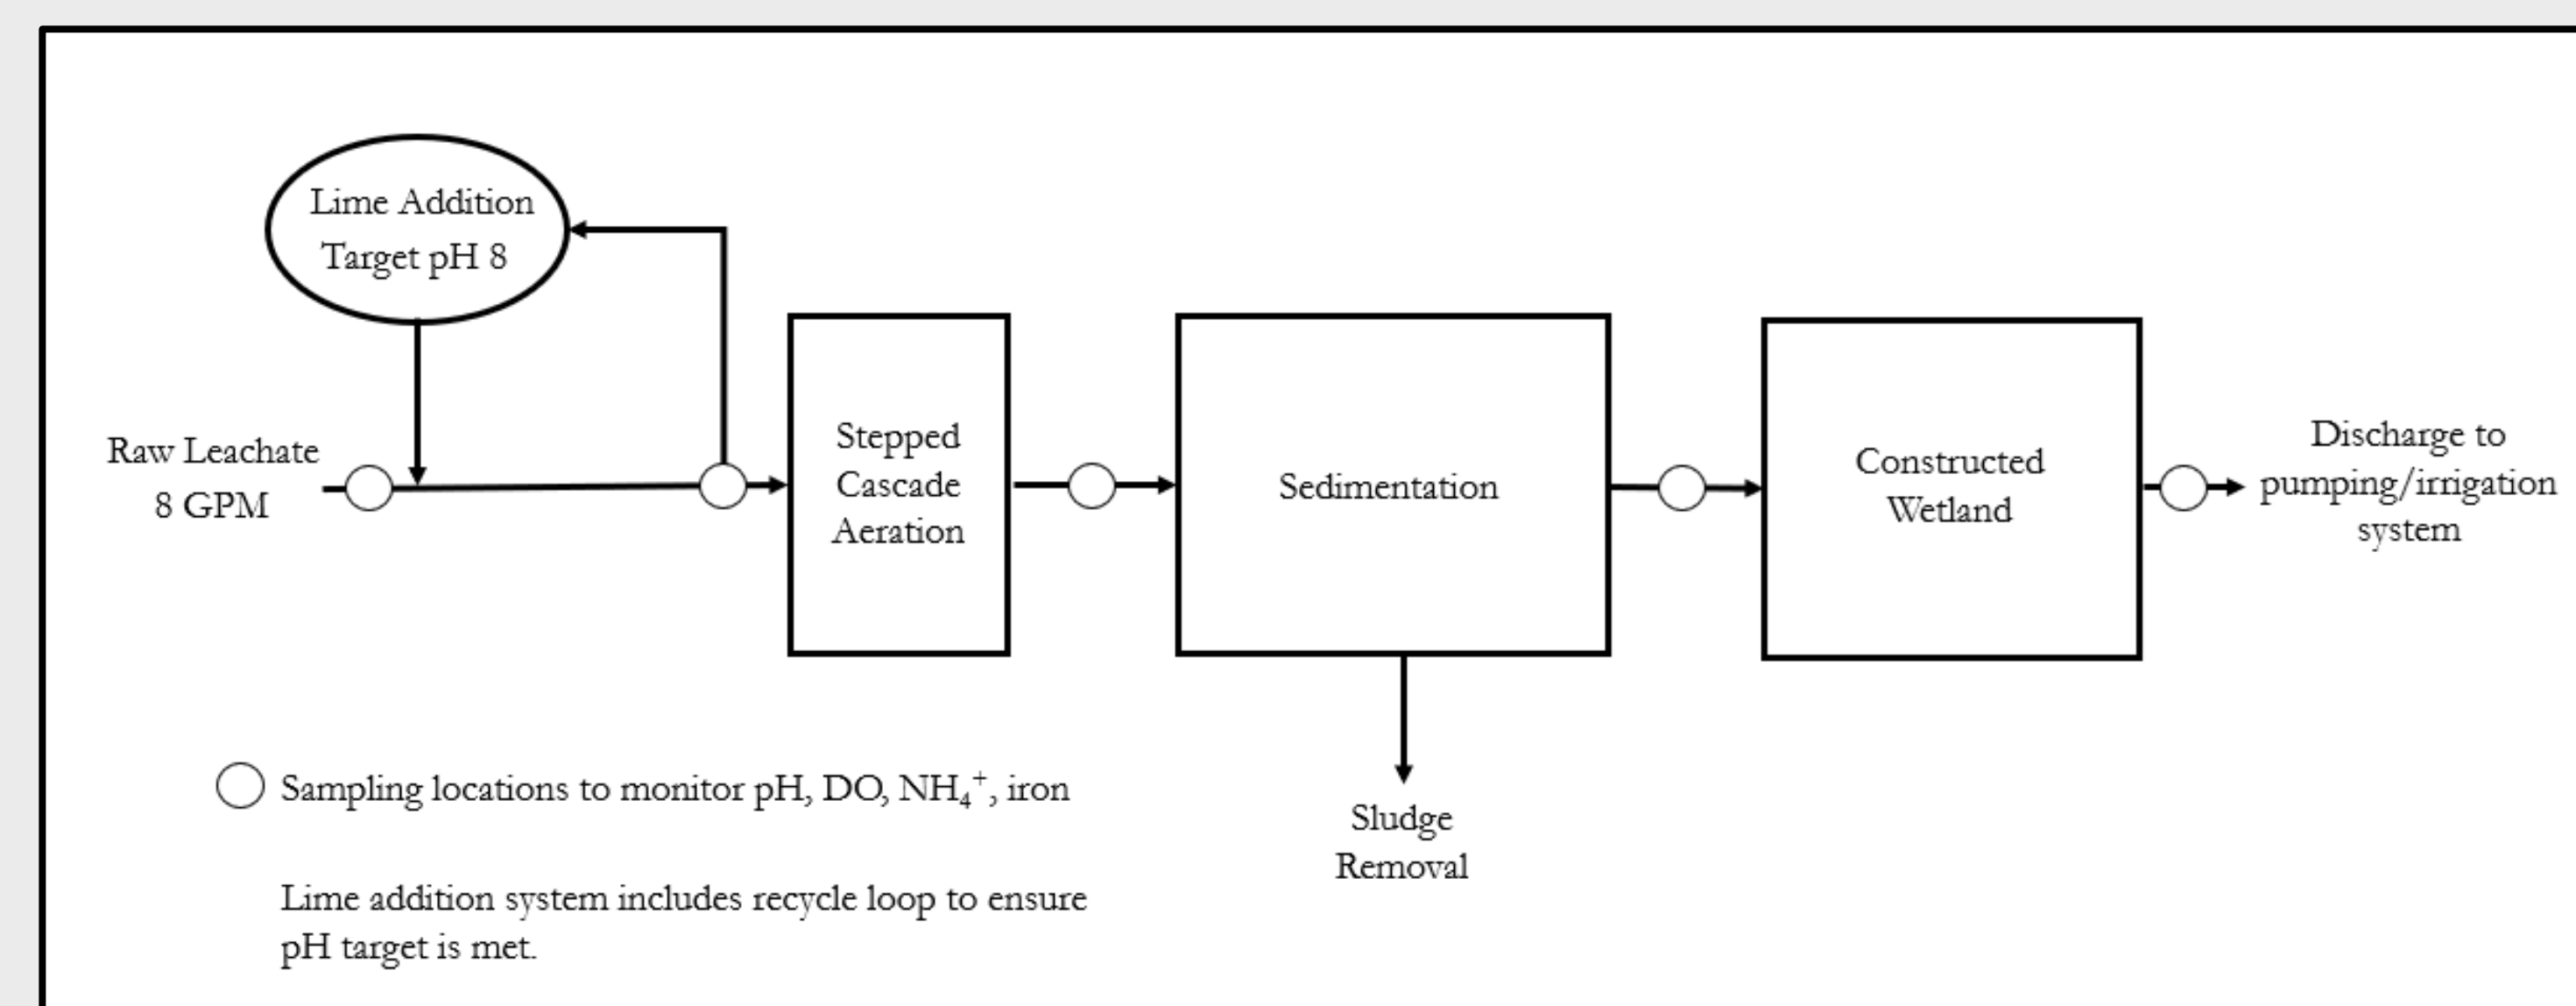 Lime Addition
Target pH 8
Raw Leachate
8 GPM
Stepped
Cascade
Aeration
Sedimentation
Constructed
Wetland
Discharge to
pumping/irrigation
system
Sludge
Removal
Sampling locations to monitor pH, DO, NH₄⁺, iron
Lime addition system includes recycle loop to ensure
pH target is met.